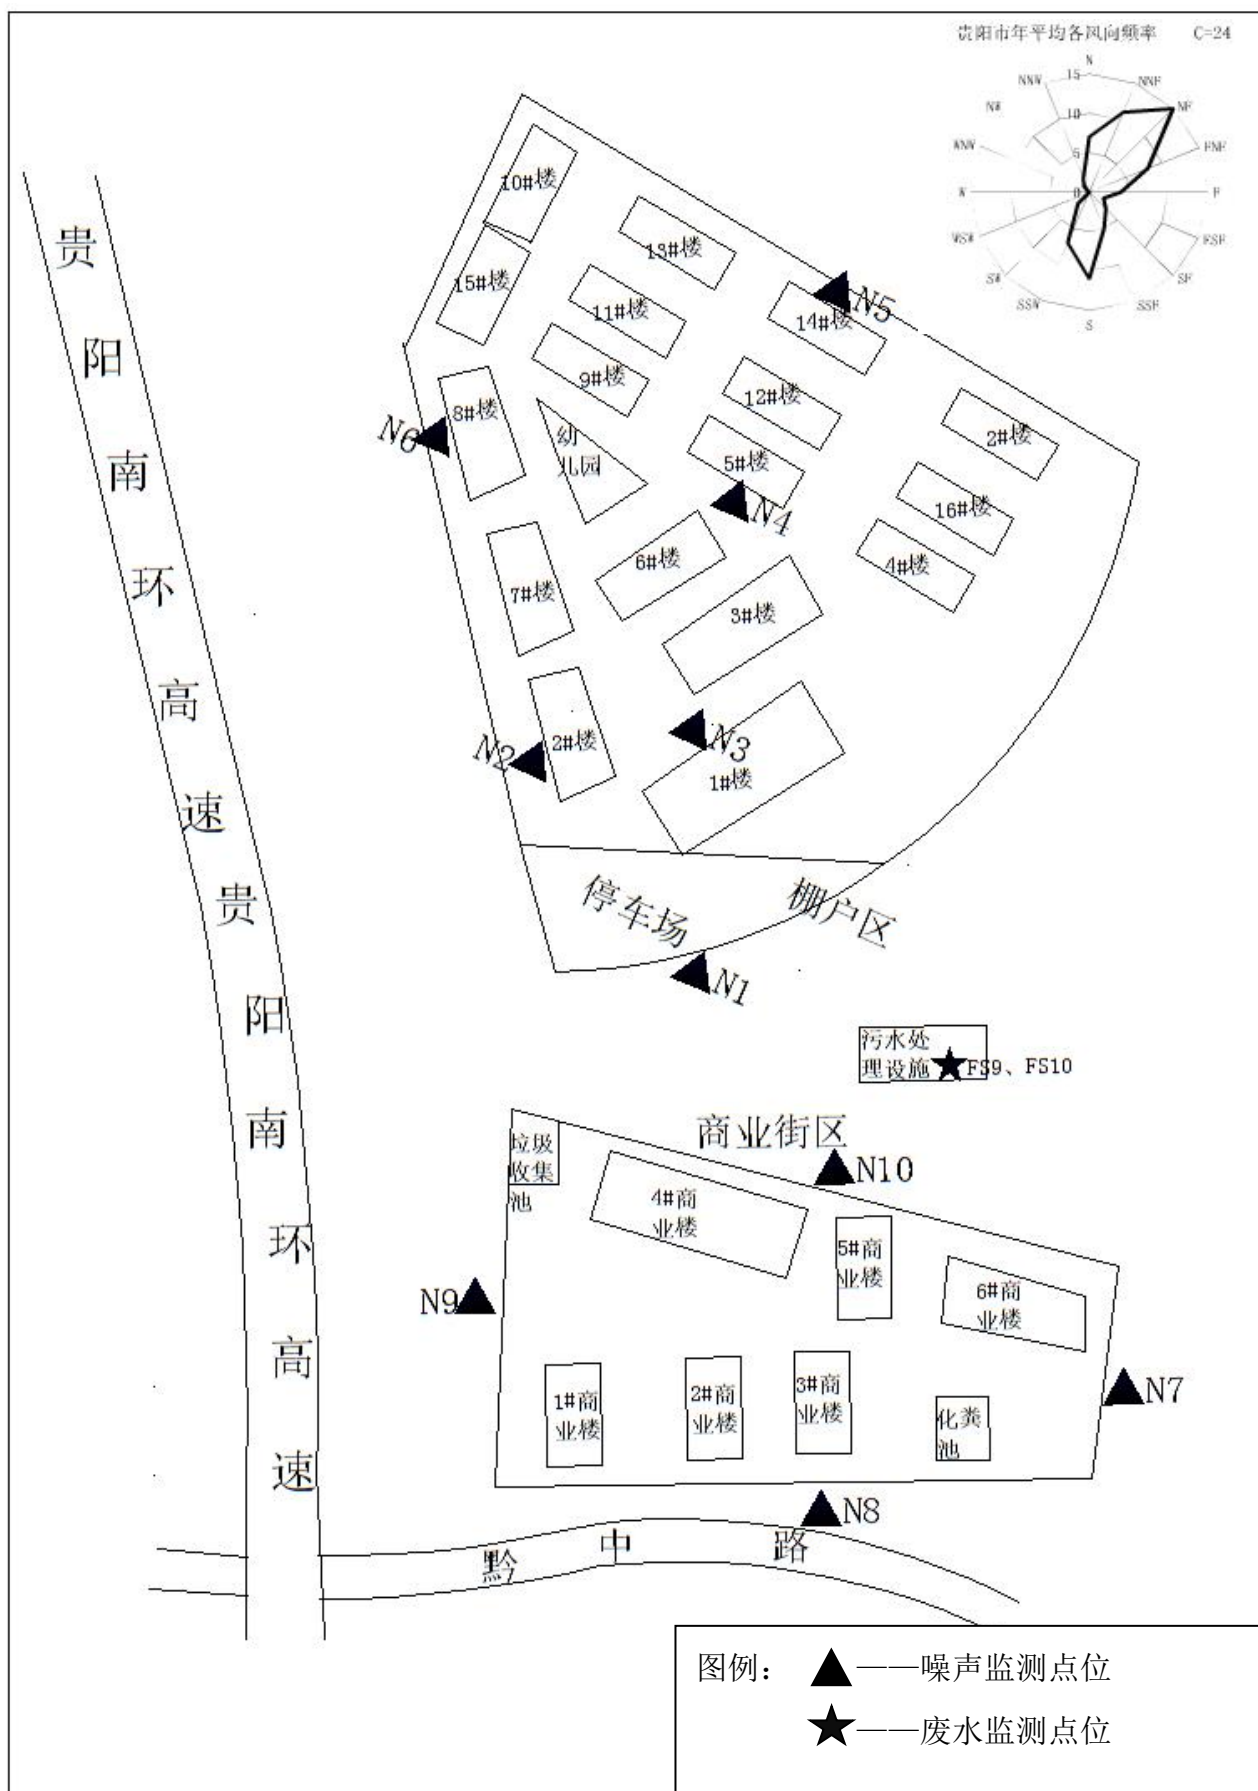 贵阳市年平均各风向频率 C=24
N
NNW
15
NNE
NW
10
NE
WNW
5
ENE
W
0
E
WSW
ESE
SW
SE
SSW
SSE
S
贵阳南环高速
贵阳南环高速
10#楼
15#楼
13#楼
11#楼
9#楼
14#楼
N5
12#楼
5#楼
N4
2#楼
16#楼
4#楼
8#楼
N6
幼
儿园
7#楼
6#楼
3#楼
2#楼
N2
N3
1#楼
停车场
棚户区
N1
污水处
理设施
FS9、FS10
商业街区
垃圾
收集
池
N10
4#商
业楼
5#商
业楼
6#商
业楼
N9
1#商
业楼
2#商
业楼
3#商
业楼
化粪
池
N7
N8
黔中路
图例：
——噪声监测点位
——废水监测点位